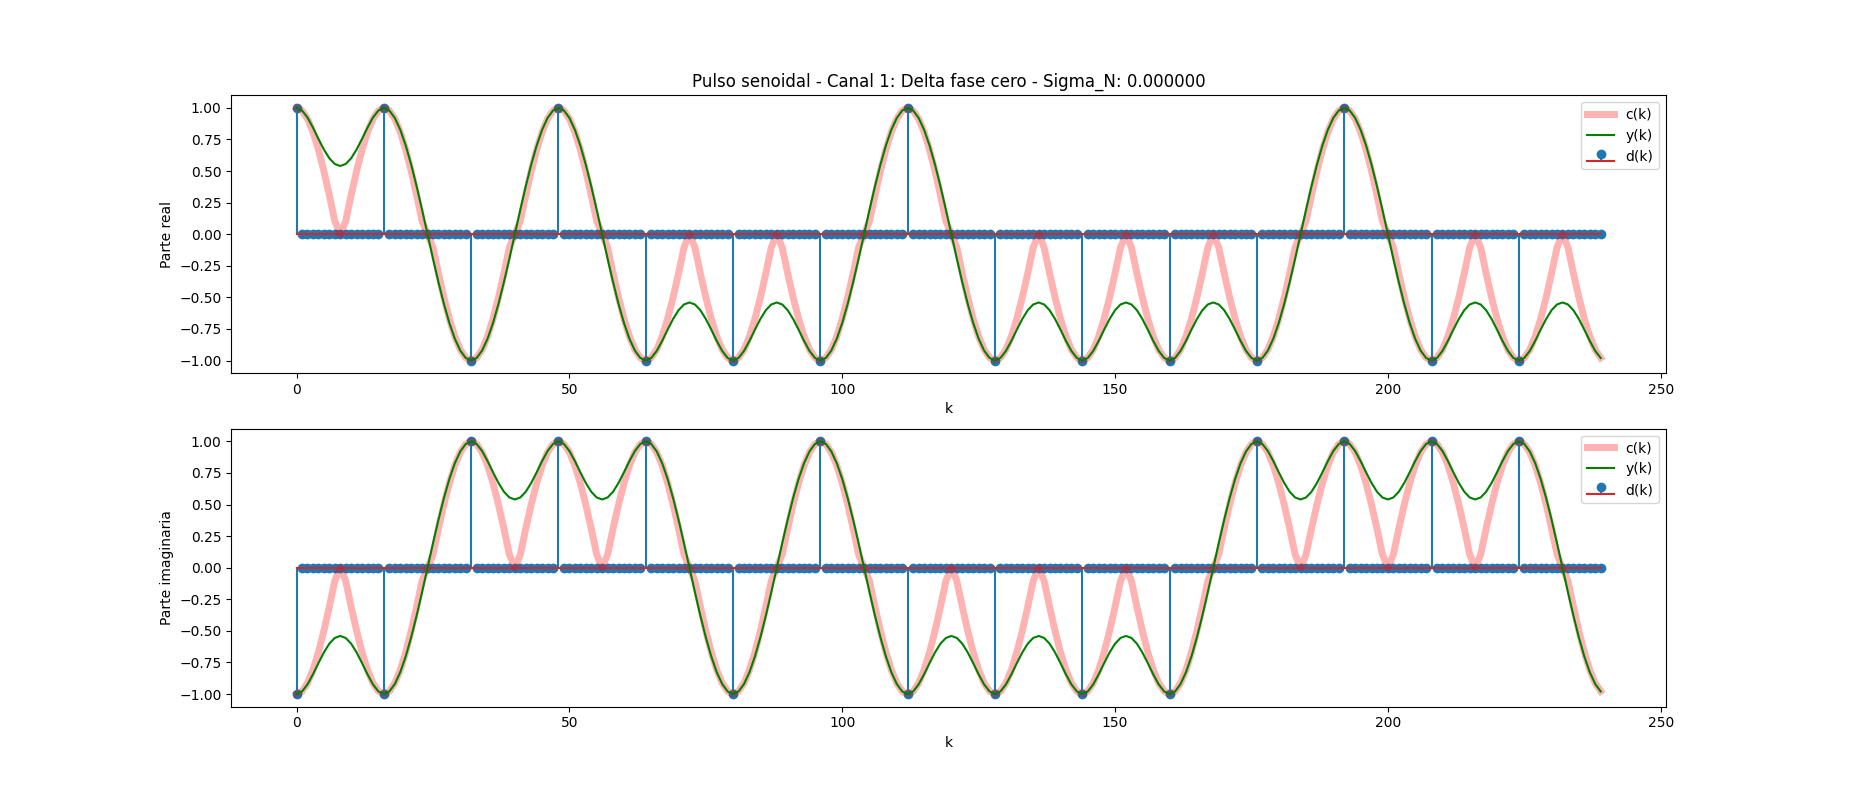 Pulso senoidal - Canal 1: Delta fase cero - Sigma_N: 0.000000
Parte real
1.00
0.75
0.50
0.25
0.00
−0.25
−0.50
−0.75
−1.00
c(k)
y(k)
d(k)
0 50 100 150 200 250
k
Parte imaginaria
1.00
0.75
0.50
0.25
0.00
−0.25
−0.50
−0.75
−1.00
c(k)
y(k)
d(k)
0 50 100 150 200 250
k